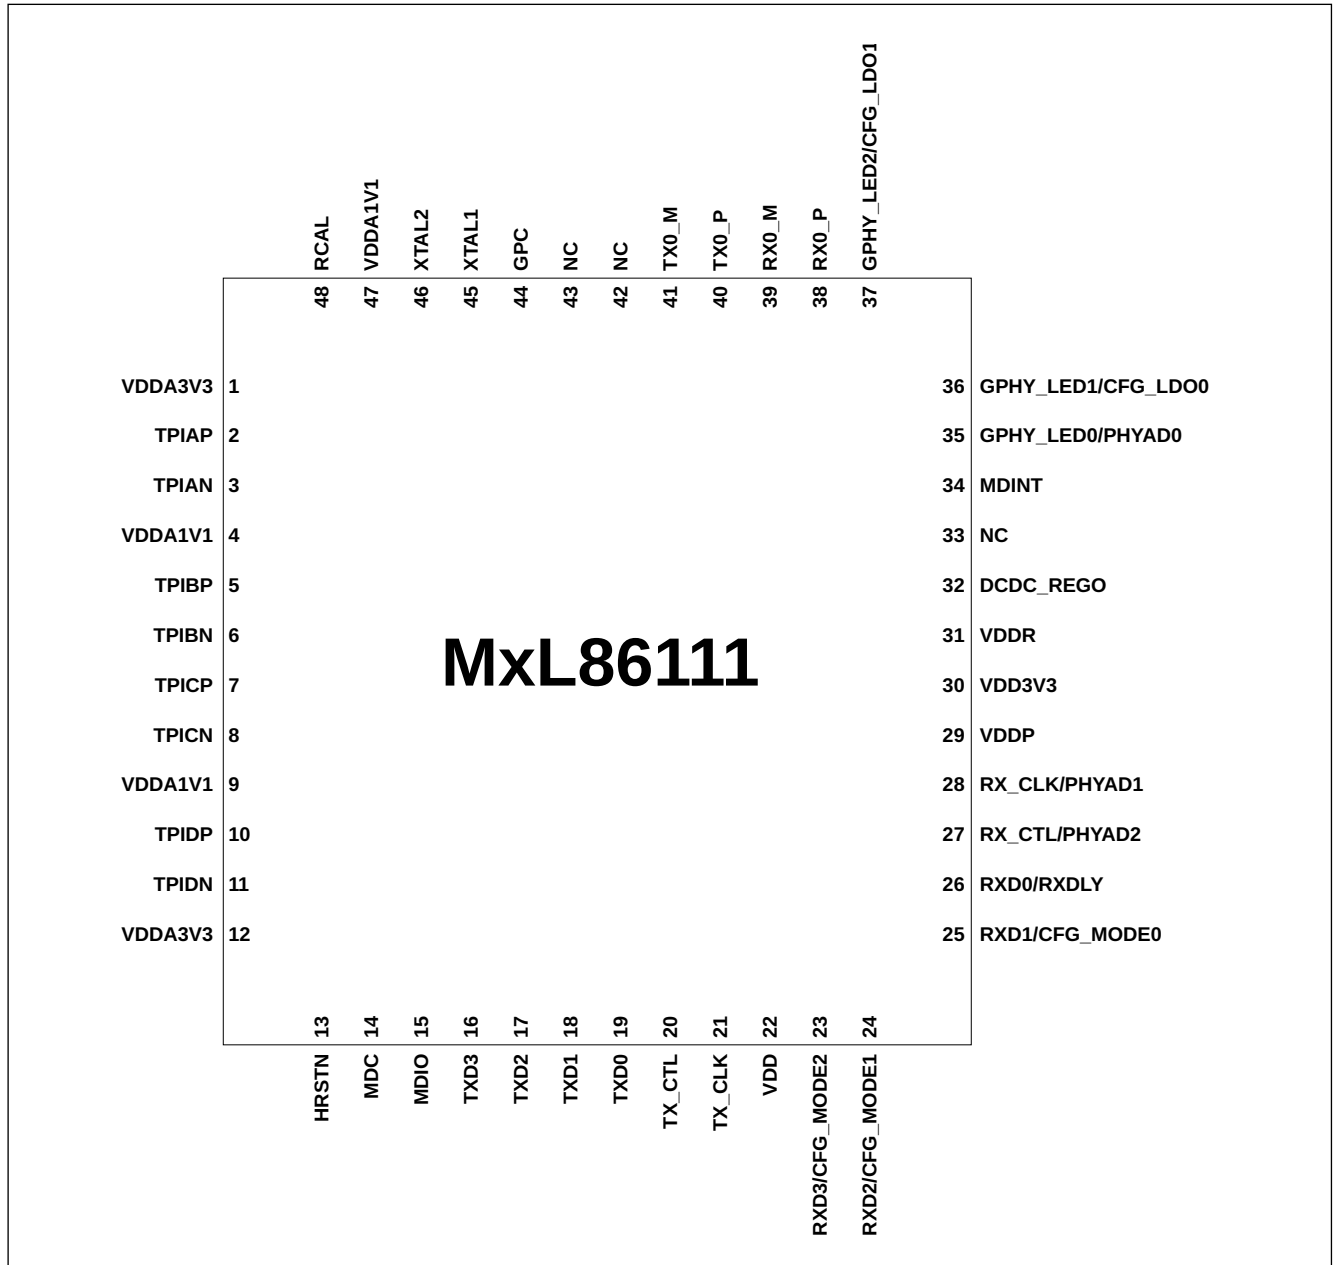 48 RCAL
47 VDDA1V1
46 XTAL2
45 XTAL1
44 GPC
43 NC
42 NC
41 TX0_M
40 TX0_P
39 RX0_M
38 RX0_P
37 GPHY_LED2/CFG_LDO1
VDDA3V3 1
TPIAP 2
TPIAN 3
VDDA1V1 4
TPIBP 5
TPIBN 6
TPICP 7
TPICN 8
VDDA1V1 9
TPIDP 10
TPIDN 11
VDDA3V3 12
MxL86111
36 GPHY_LED1/CFG_LDO0
35 GPHY_LED0/PHYAD0
34 MDINT
33 NC
32 DCDC_REGO
31 VDDR
30 VDD3V3
29 VDDP
28 RX_CLK/PHYAD1
27 RX_CTL/PHYAD2
26 RXD0/RXDLY
25 RXD1/CFG_MODE0
HRSTN 13
MDC 14
MDIO 15
TXD3 16
TXD2 17
TXD1 18
TXD0 19
TX_CTL 20
TX_CLK 21
VDD 22
RXD3/CFG_MODE2 23
RXD2/CFG_MODE1 24